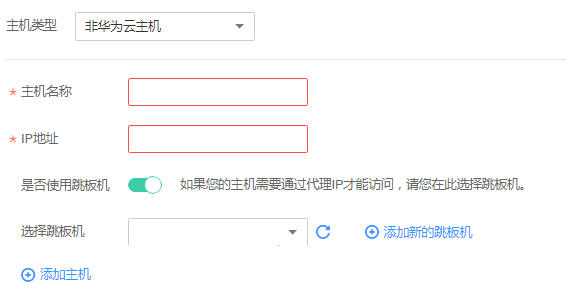 主机类型 非华为云主机
* 主机名称
* IP地址
是否使用跳板机 如果您的主机需要通过代理IP才能访问，请您在此选择跳板机。
选择跳板机 添加新的跳板机
添加主机